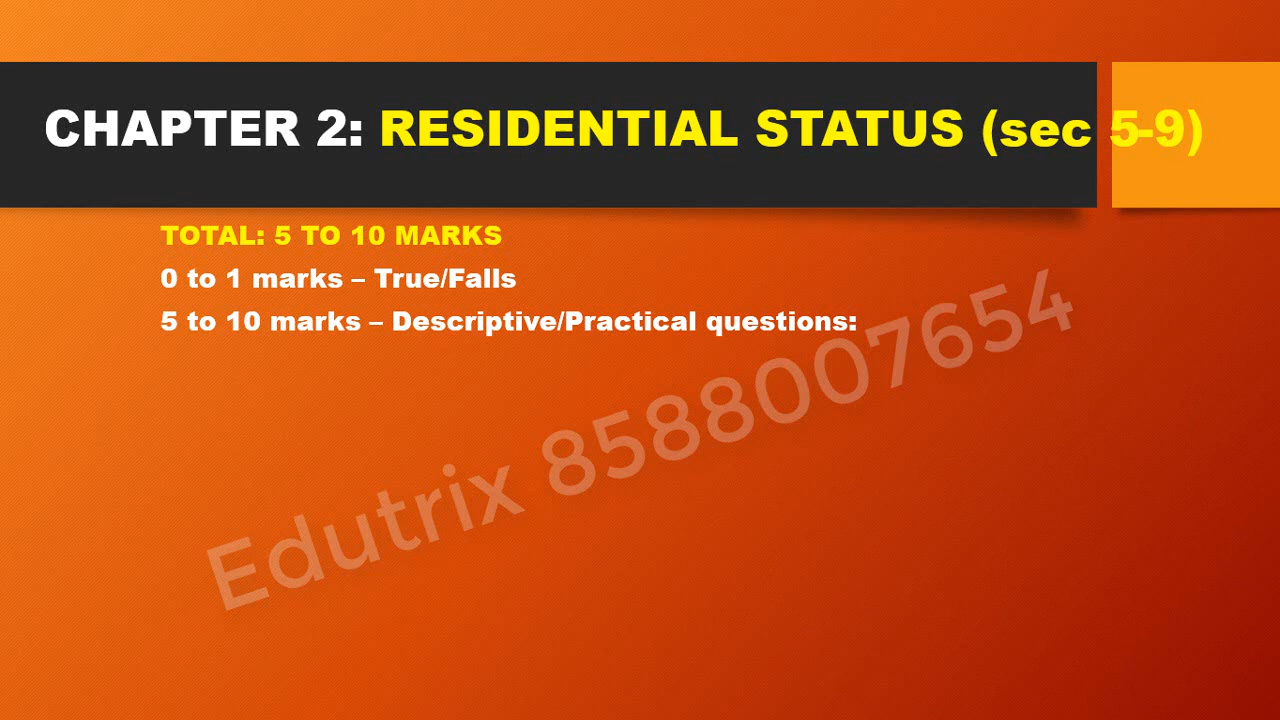 CHAPTER 2: RESIDENTIAL STATUS (sec 5-9)
TOTAL: 5 TO 10 MARKS
0 to 1 marks – True/Falls
5 to 10 marks – Descriptive/Practical questions:
Edutrix 8588007654